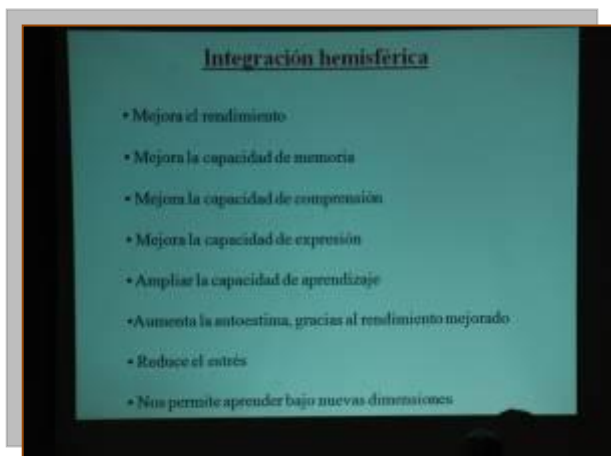 Integración hemisférica
• Mejora el rendimiento
• Mejora la capacidad de memoria
• Mejora la capacidad de comprensión
• Mejora la capacidad de expresión
• Ampliar la capacidad de aprendizaje
•Aumenta la autoestima, gracias al rendimiento mejorado
• Reduce el estrés
• Nos permite aprender bajo nuevas dimensiones